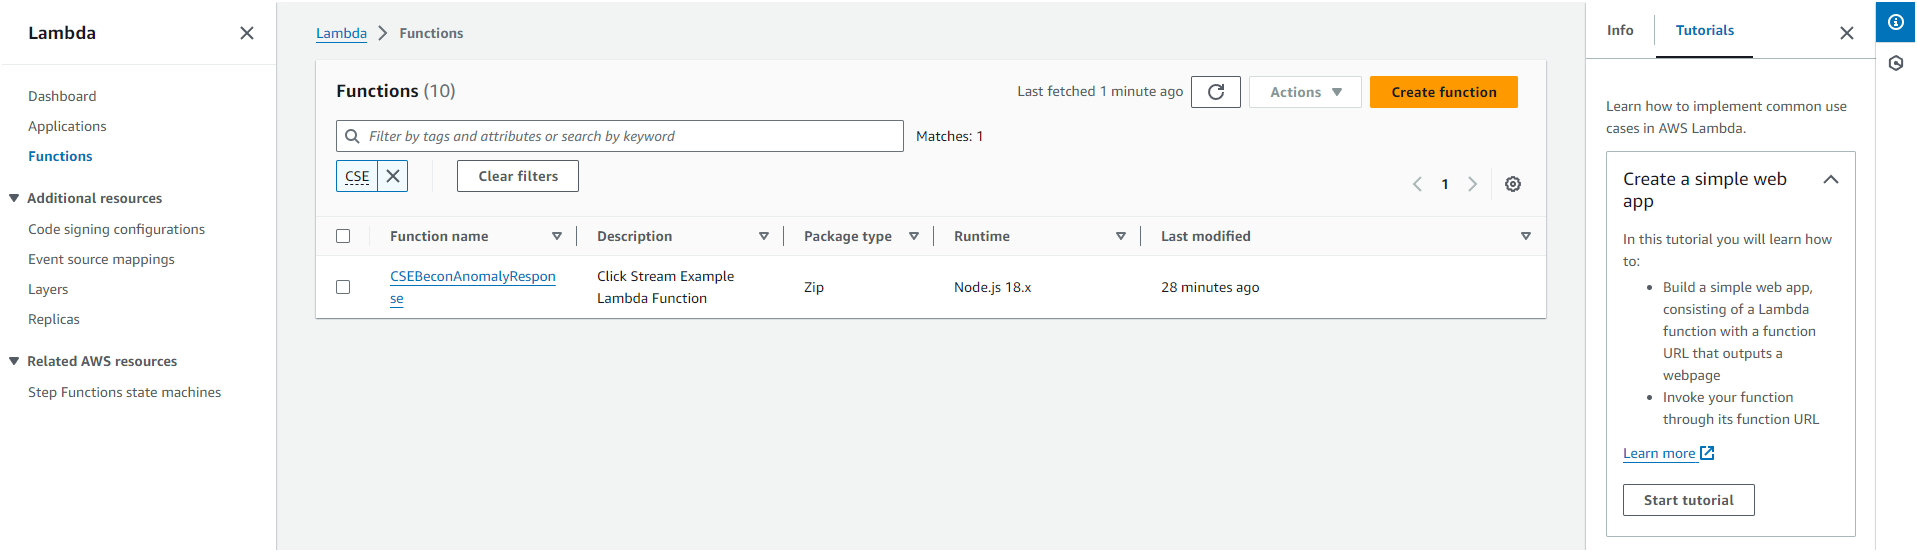 Lambda
Dashboard
Applications
Functions
Additional resources
Code signing configurations
Event source mappings
Layers
Replicas
Related AWS resources
Step Functions state machines
Lambda > Functions
Functions (10)
Last fetched 1 minute ago
Actions
Create function
Filter by tags and attributes or search by keyword
Matches: 1
CSE
Clear filters
1
Function name Description Package type Runtime Last modified
CSEBeconAnomalyRespon
se
Click Stream Example
Lambda Function
Zip
Node.js 18.x
28 minutes ago
Info
Tutorials
Learn how to implement common use
cases in AWS Lambda.
Create a simple web
app
In this tutorial you will learn how
to:
• Build a simple web app,
consisting of a Lambda
function with a function
URL that outputs a
webpage
• Invoke your function
through its function URL
Learn more
Start tutorial